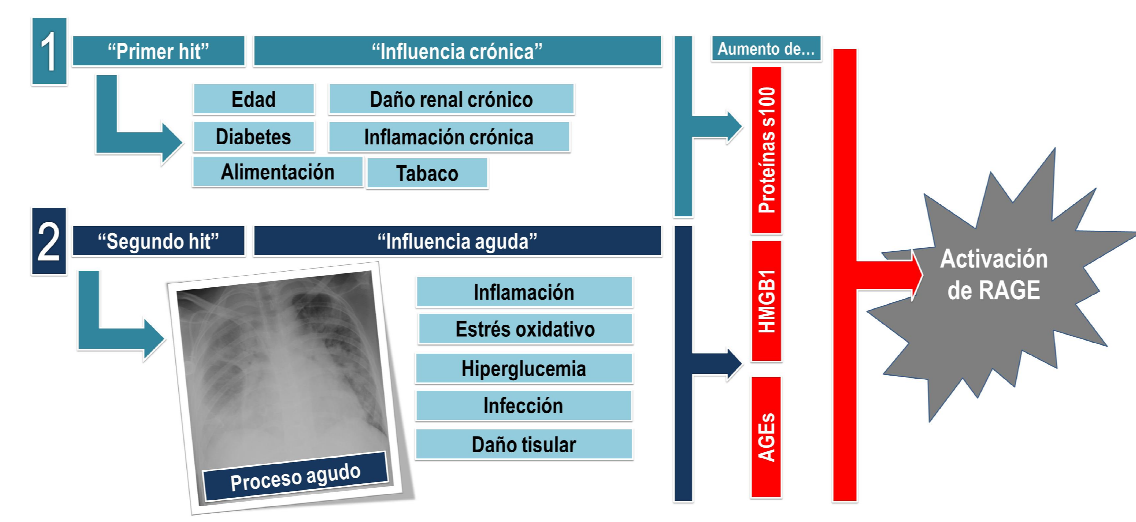 1
“Primer hit”
“Influencia crónica”
Aumento de…
Edad
Daño renal crónico
Diabetes
Inflamación crónica
Alimentación
Tabaco
2
“Segundo hit”
“Influencia aguda”
Proceso agudo
Inflamación
Estrés oxidativo
Hiperglucemia
Infección
Daño tisular
Proteínas s100
HMGB1
AGEs
Activación
de RAGE